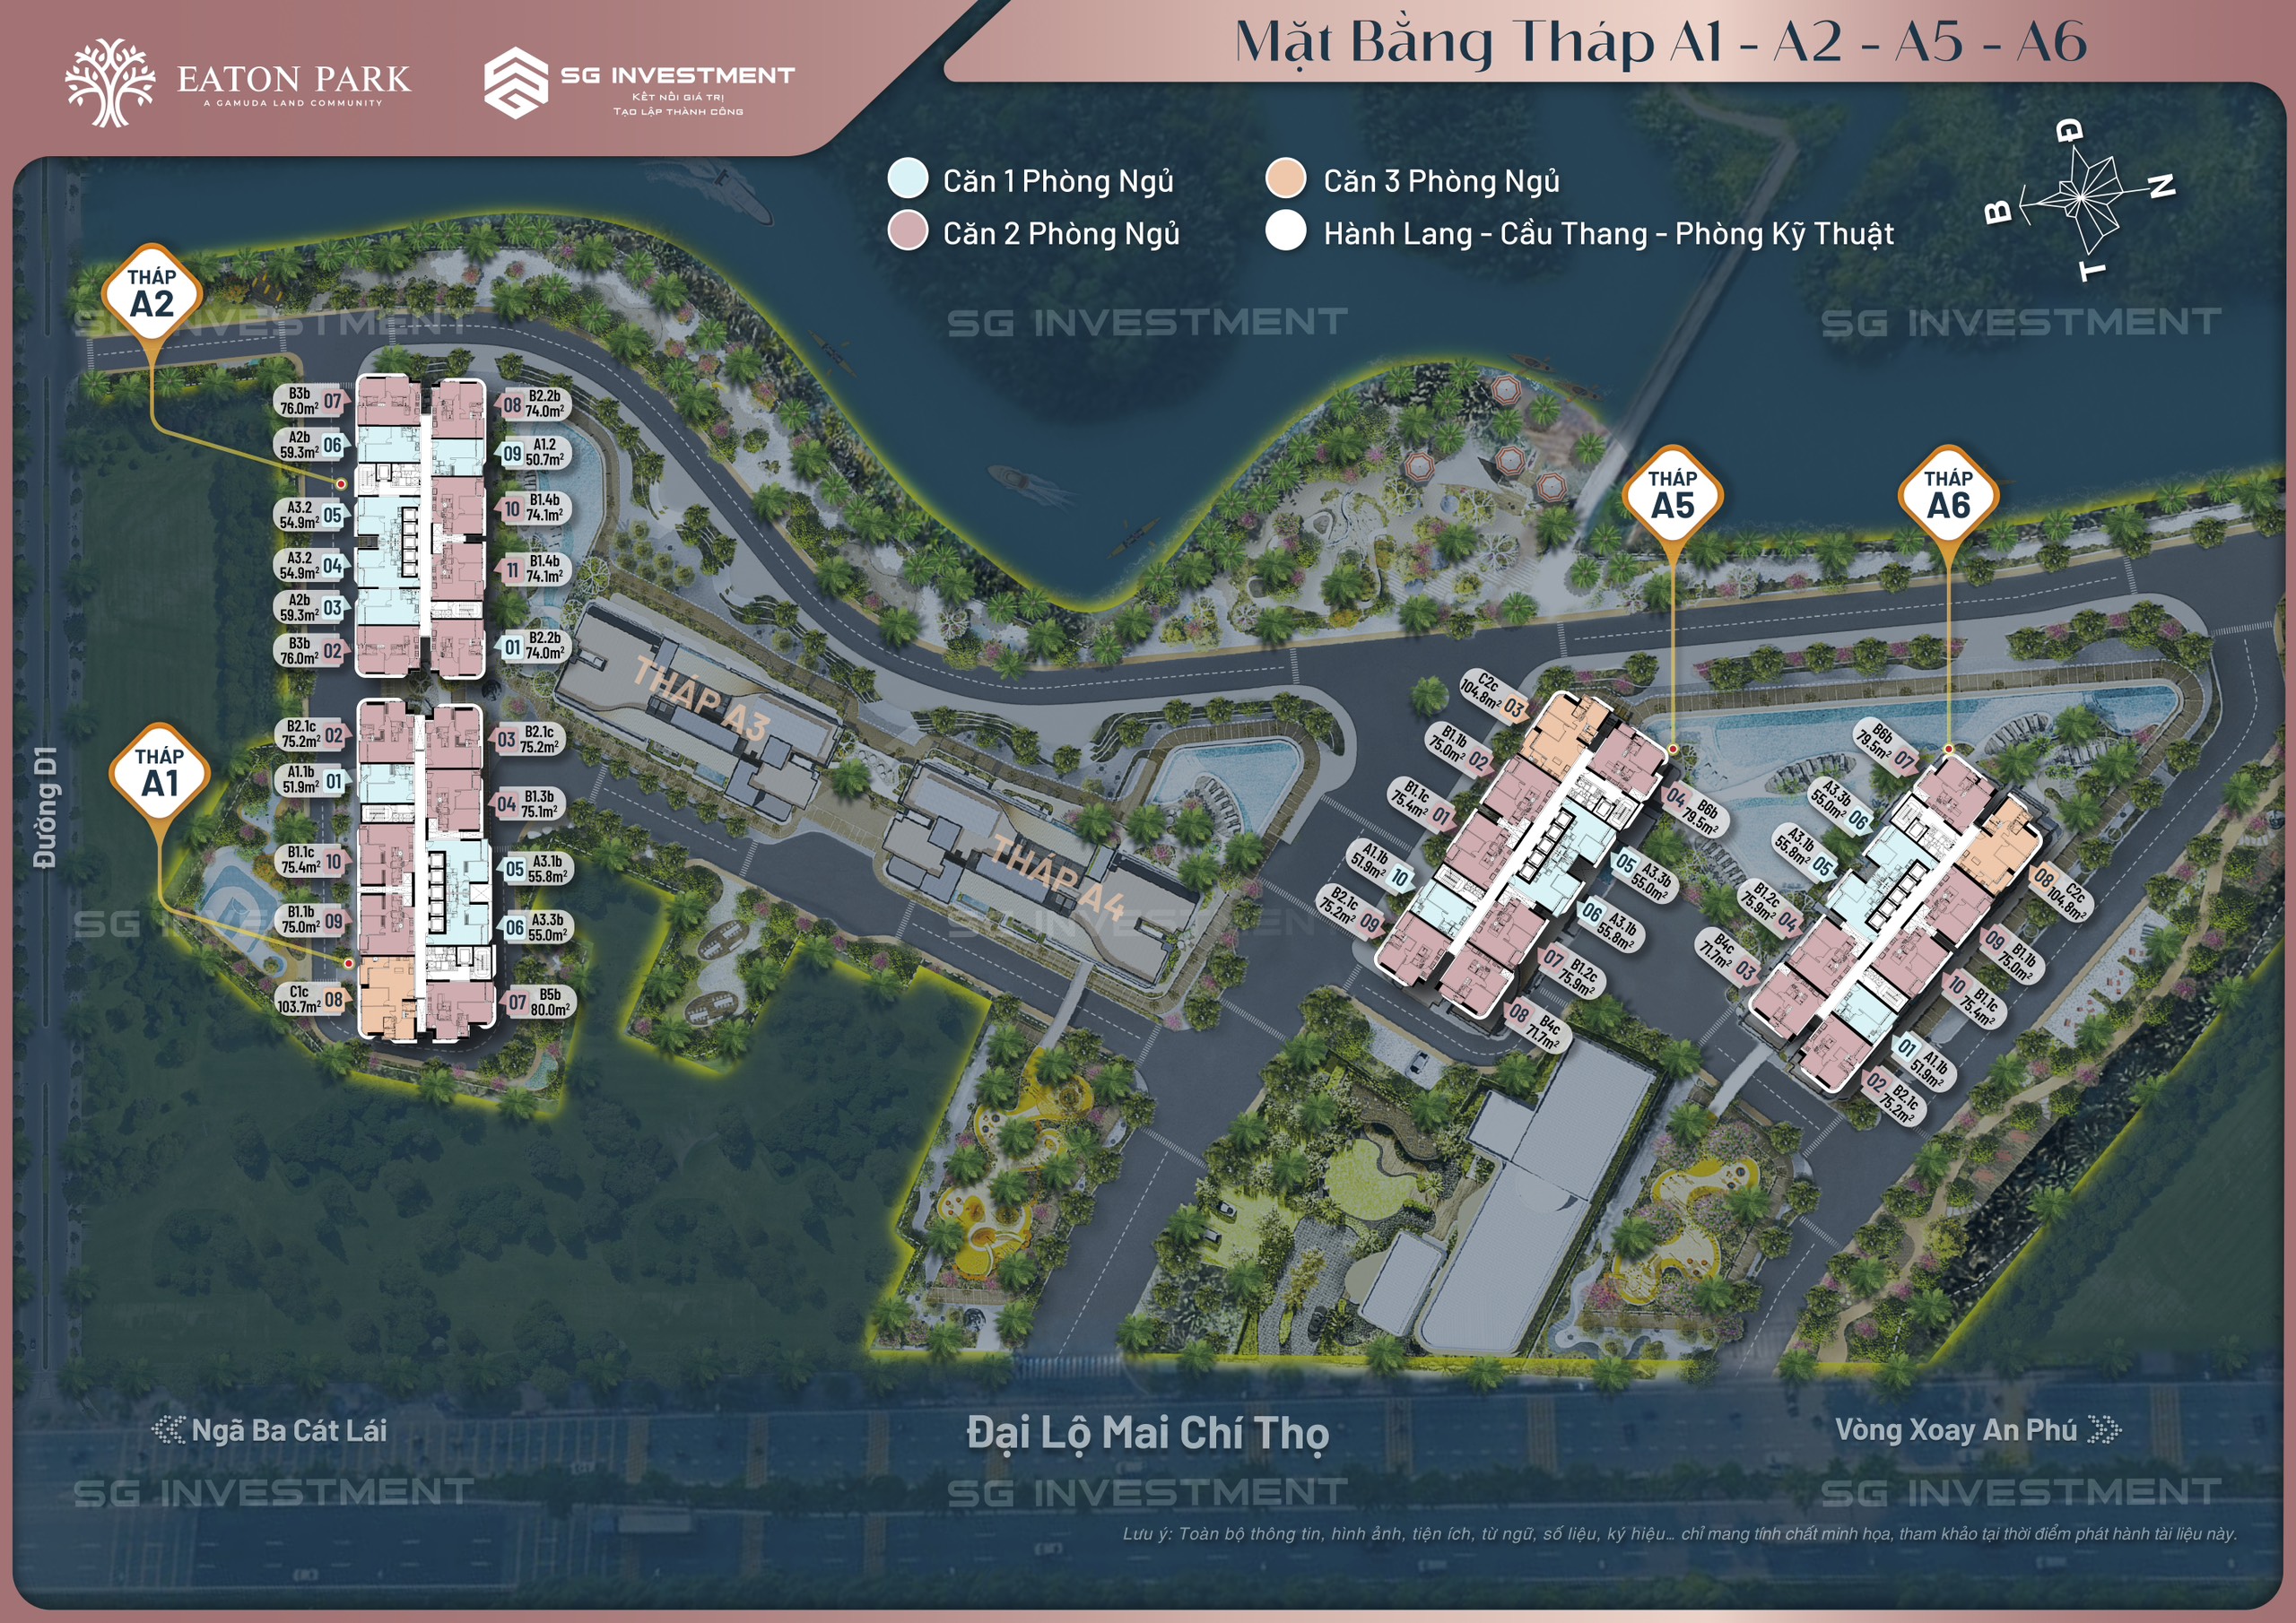 EATON PARK
A GAMUDA LAND COMMUNITY
SG INVESTMENT
KẾT NỐI GIÁ TRỊ
TẠO LẬP THÀNH CÔNG
Mặt Bằng Tháp A1 - A2 - A5 - A6
Căn 1 Phòng Ngủ
Căn 3 Phòng Ngủ
Căn 2 Phòng Ngủ
Hành Lang - Cầu Thang - Phòng Kỹ Thuật
Đ
B
N
T
SG INVESTMENT
SG INVESTMENT
SG INVESTMENT
THÁP
A2
B3b
76.0m² 07
A2b
59.3m² 06
A3.2
54.9m² 05
A3.2
54.9m² 04
A2b
59.3m² 03
B3b
76.0m² 02
08 B2.2b
74.0m²
09 A1.2
50.7m²
10 B1.4b
74.1m²
11 B1.4b
74.1m²
01 B2.2b
74.0m²
THÁP
A1
B2.1c
75.2m² 02
A1.1b
51.9m² 01
B1.1c
75.4m² 10
B1.1b
75.0m² 09
C1c
103.7m² 08
03 B2.1c
75.2m²
04 B1.3b
75.1m²
05 A3.1b
55.8m²
06 A3.3b
55.0m²
07 B5b
80.0m²
THÁP A3
THÁP A4
THÁP
A5
C2c
104.8m² 03
B1.1b
75.0m² 02
B1.1c
75.4m² 01
A1.1b
51.9m² 10
B2.1c
75.2m² 09
04 B6b
79.5m²
05 A3.3b
55.0m²
06 A3.1b
55.8m²
07 B1.2c
75.9m²
08 B4c
71.7m²
THÁP
A6
B6b
79.5m² 07
A3.3b
55.0m² 06
A3.1b
55.8m² 05
B1.2c
75.9m² 04
B4c
71.7m² 03
08 C2c
104.8m²
09 B1.1b
75.0m²
10 B1.1c
75.4m²
01 A1.1b
51.9m²
02 B2.1c
75.2m²
Đường D1
SG INVESTMENT
SG INVESTMENT
Ngã Ba Cát Lái
Đại Lộ Mai Chí Thọ
Vòng Xoay An Phú
SG INVESTMENT
SG INVESTMENT
SG INVESTMENT
Lưu ý: Toàn bộ thông tin, hình ảnh, tiện ích, từ ngữ, số liệu, ký hiệu... chỉ mang tính chất minh họa, tham khảo tại thời điểm phát hành tài liệu này.